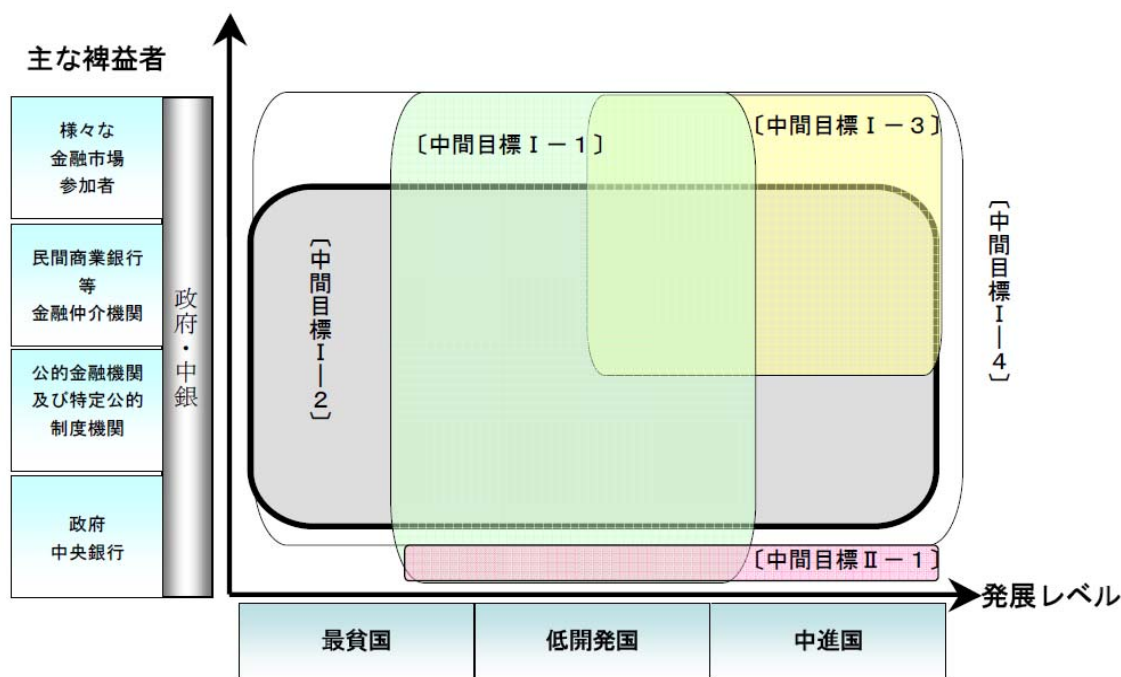 主な裨益者
様々な
金融市場
参加者
民間商業銀行
等
金融仲介機関
公的金融機関
及び特定公的
制度機関
政府
中央銀行
政府・中銀
〔中間目標Ⅰ－１〕
〔中間目標Ⅰ－３〕
〔中間目標Ⅰ―２〕
〔中間目標Ⅰ―４〕
〔中間目標Ⅱ－１〕
発展レベル
最貧国
低開発国
中進国